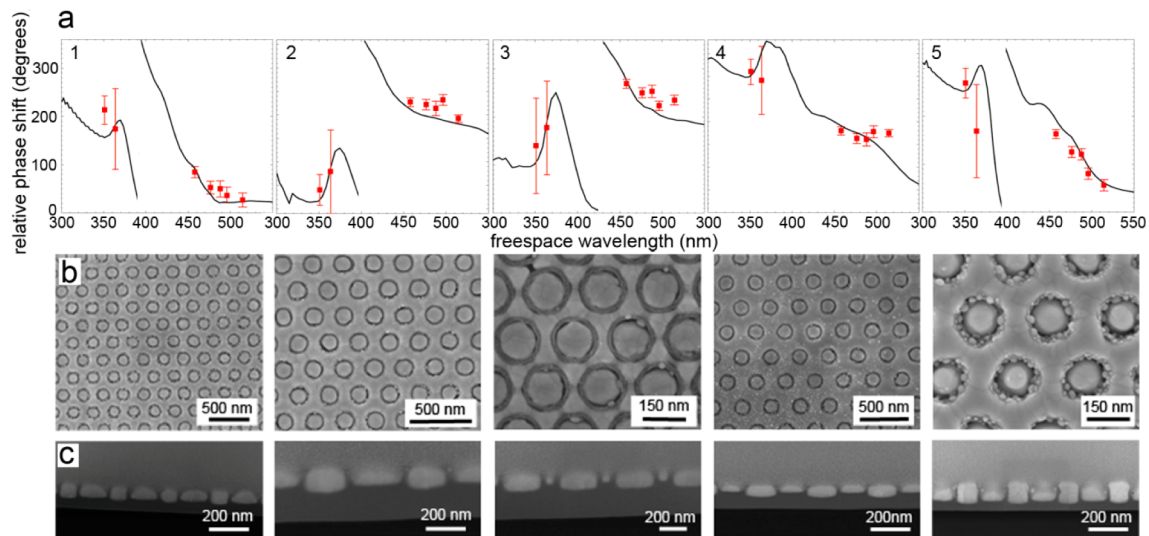 a
relative phase shift (degrees)
300
200
100
0
1
2
3
4
5
300 350 400 450 500
300 350 400 450 500
300 350 400 450 500
300 350 400 450 500
300 350 400 450 500 550
freespace wavelength (nm)
b
500 nm
500 nm
150 nm
500 nm
150 nm
c
200 nm
200 nm
200 nm
200nm
200 nm